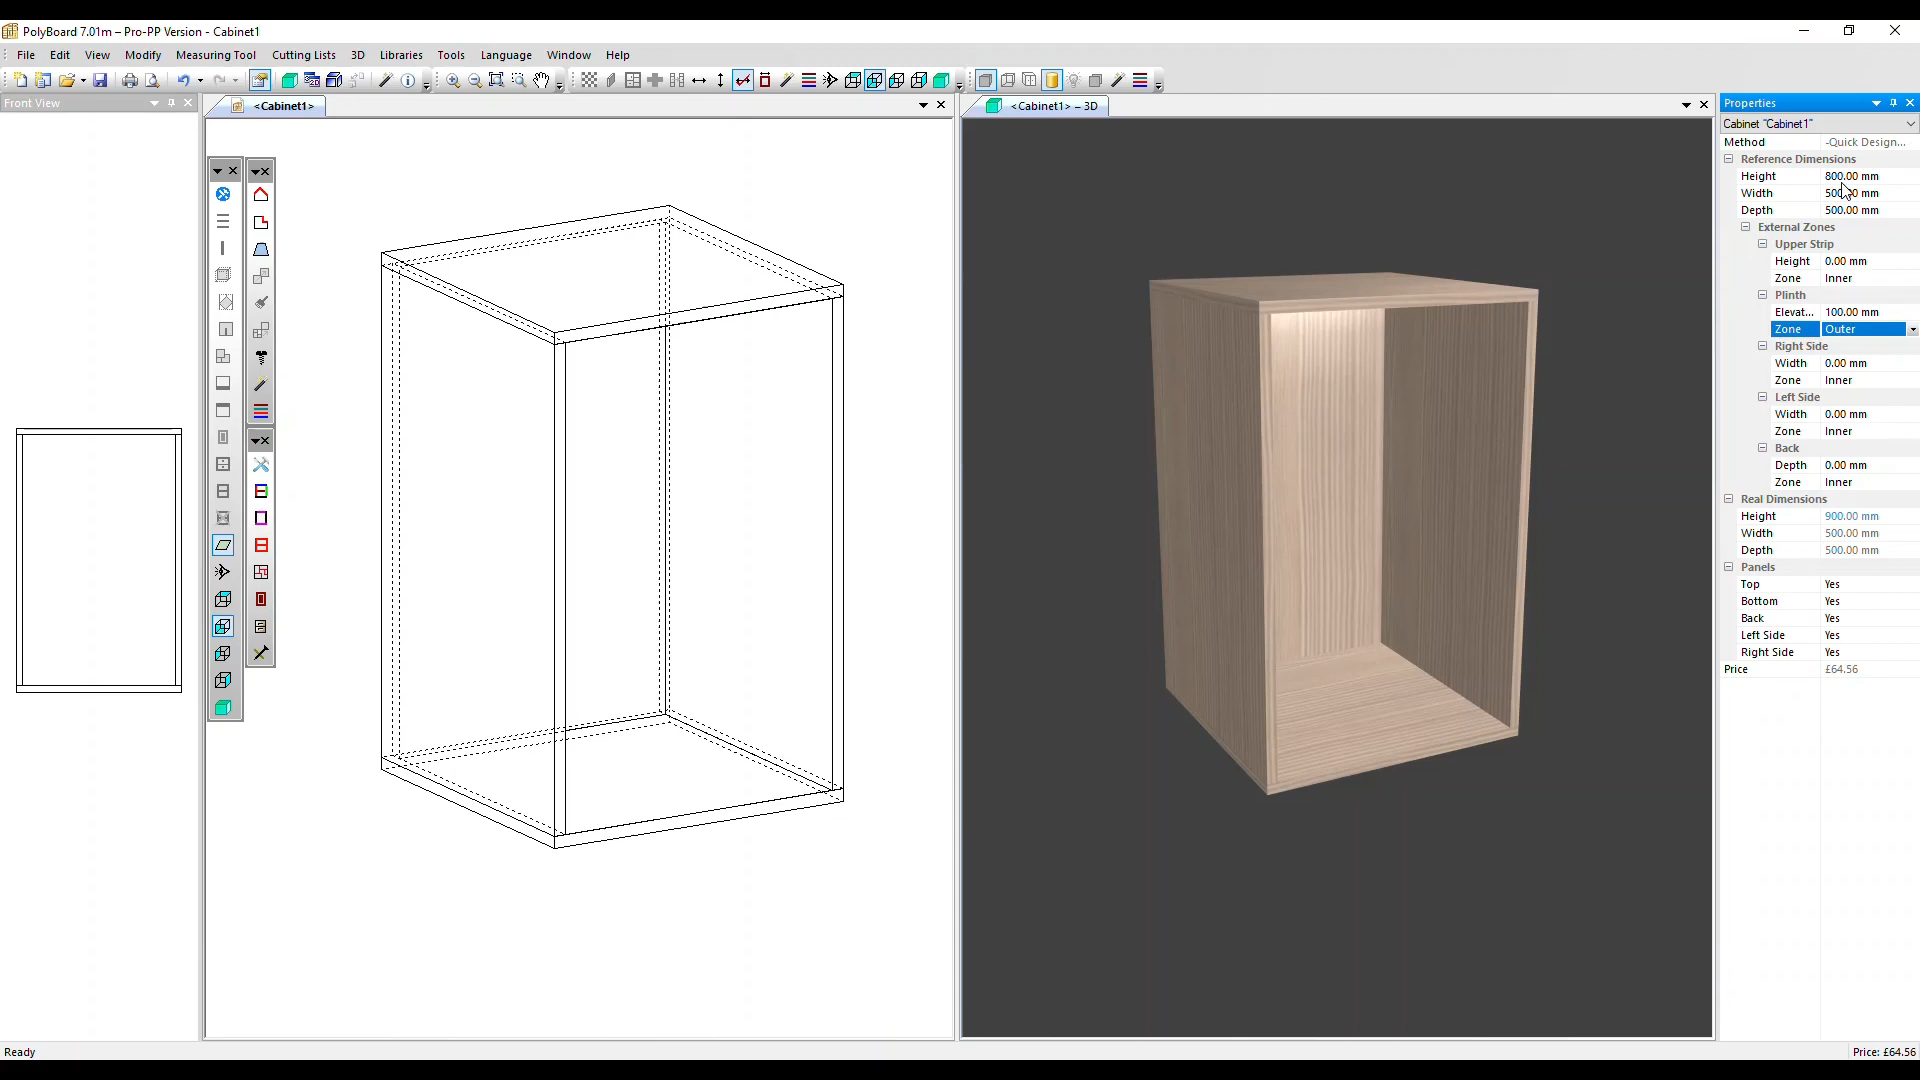 PolyBoard 7.01m – Pro-PP Version - Cabinet1
File Edit View Modify Measuring Tool Cutting Lists 3D Libraries Tools Language Window Help
Front View
<Cabinet1>
<Cabinet1> – 3D
Properties
Cabinet "Cabinet1"
Method -Quick Design...
Reference Dimensions
Height 800.00 mm
Width 500.00 mm
Depth 500.00 mm
External Zones
Upper Strip
Height 0.00 mm
Zone Inner
Plinth
Elevat... 100.00 mm
Zone Outer
Right Side
Width 0.00 mm
Zone Inner
Left Side
Width 0.00 mm
Zone Inner
Back
Depth 0.00 mm
Zone Inner
Real Dimensions
Height 900.00 mm
Width 500.00 mm
Depth 500.00 mm
Panels
Top Yes
Bottom Yes
Back Yes
Left Side Yes
Right Side Yes
Price £64.56
Ready
Price: £64.56